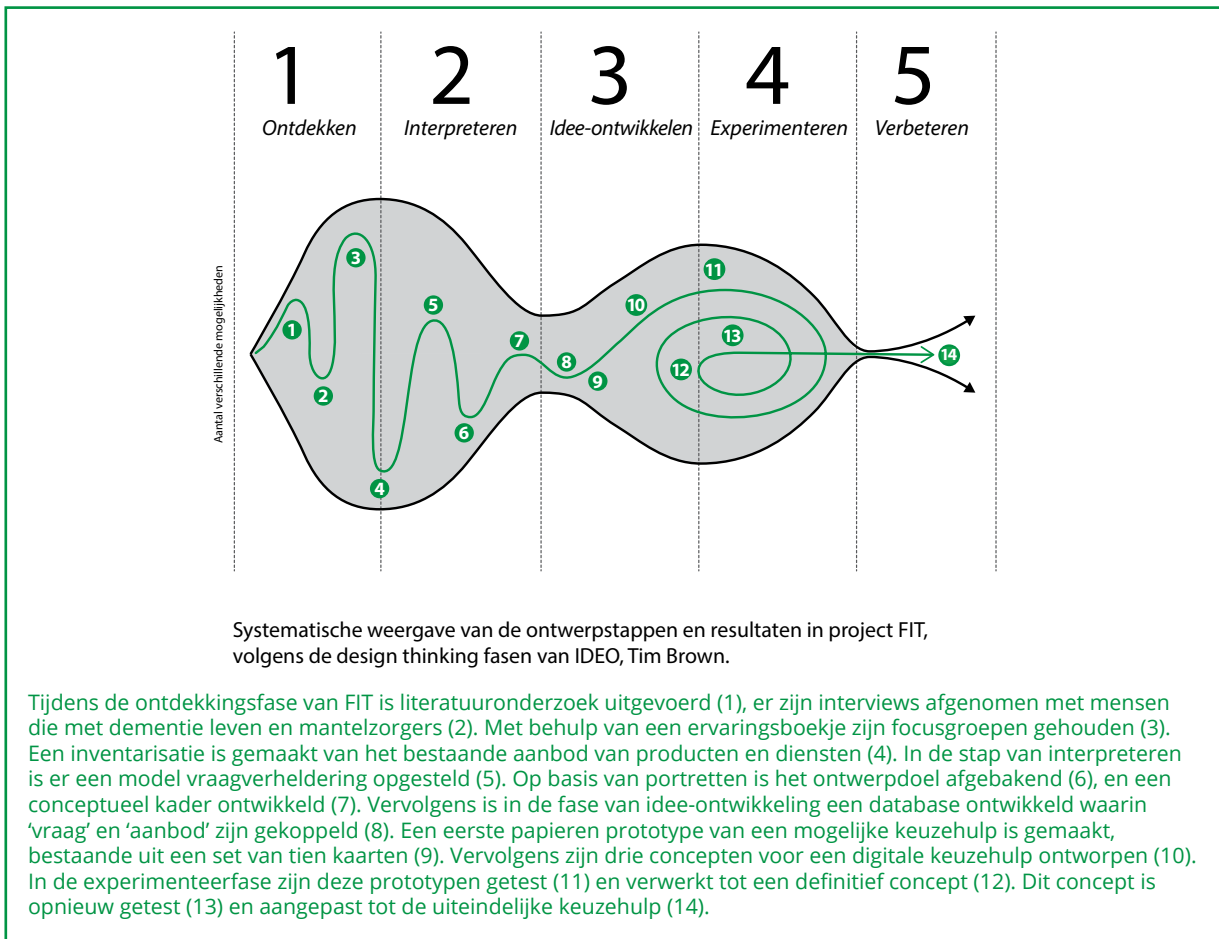 1 2 3 4 5
Ontdekken Interpreteren Idee-ontwikkelen Experimenteren Verbeteren
Aantal verschillende mogelijkheden
1
2
3
4
5
6
7
8
9
10
11
12
13
14
Systematische weergave van de ontwerpstappen en resultaten in project FIT,
volgens de design thinking fasen van IDEO, Tim Brown.
Tijdens de ontdekkingsfase van FIT is literatuuronderzoek uitgevoerd (1), er zijn interviews afgenomen met mensen
die met dementie leven en mantelzorgers (2). Met behulp van een ervaringsboekje zijn focusgroepen gehouden (3).
Een inventarisatie is gemaakt van het bestaande aanbod van producten en diensten (4). In de stap van interpreteren
is er een model vraagverheldering opgesteld (5). Op basis van portretten is het ontwerpdoel afgebakend (6), en een
conceptueel kader ontwikkeld (7). Vervolgens is in de fase van idee-ontwikkeling een database ontwikkeld waarin
‘vraag’ en ‘aanbod’ zijn gekoppeld (8). Een eerste papieren prototype van een mogelijke keuzehulp is gemaakt,
bestaande uit een set van tien kaarten (9). Vervolgens zijn drie concepten voor een digitale keuzehulp ontworpen (10).
In de experimenteerfase zijn deze prototypen getest (11) en verwerkt tot een definitief concept (12). Dit concept is
opnieuw getest (13) en aangepast tot de uiteindelijke keuzehulp (14).